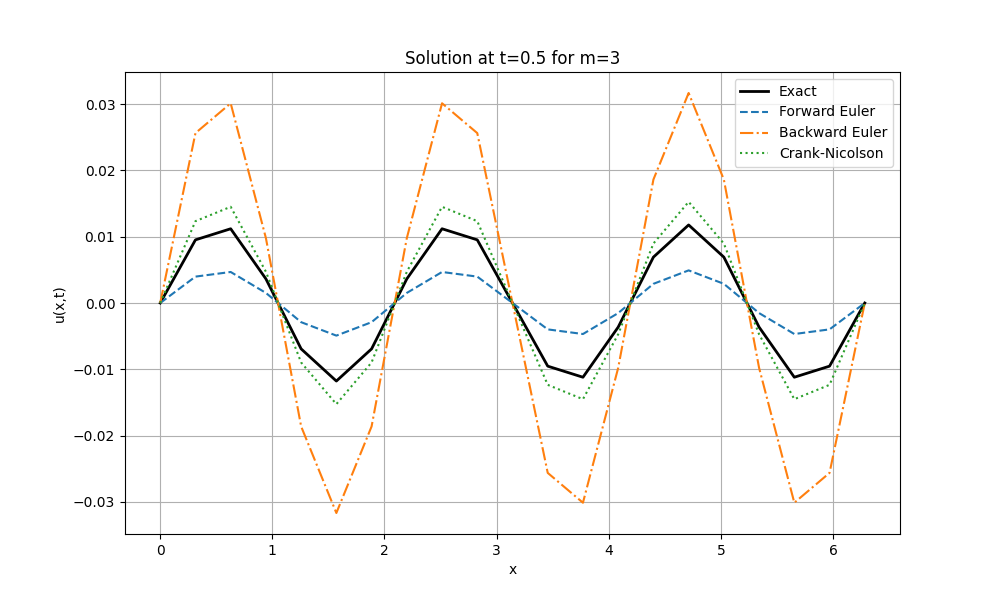 Solution at t=0.5 for m=3
Exact
Forward Euler
Backward Euler
Crank-Nicolson
0.03
0.02
0.01
0.00
−0.01
−0.02
−0.03
u(x,t)
0 1 2 3 4 5 6
x